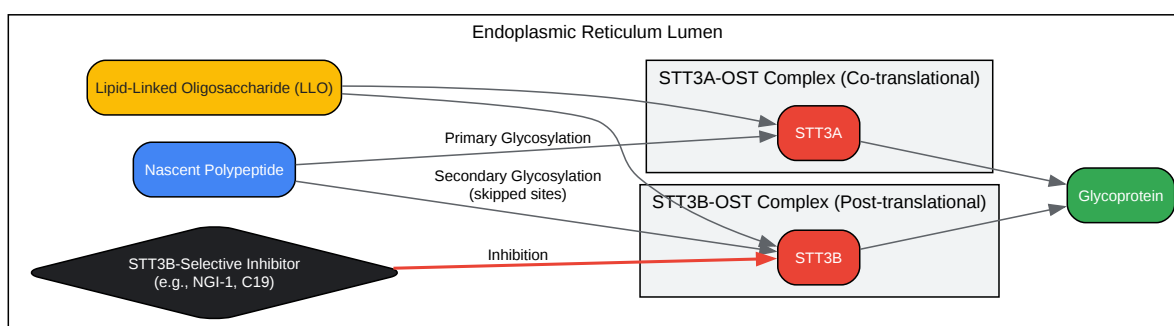 Endoplasmic Reticulum Lumen
Lipid-Linked Oligosaccharide (LLO)
STT3A-OST Complex (Co-translational)
STT3A
Primary Glycosylation
Nascent Polypeptide
Secondary Glycosylation
(skipped sites)
STT3B-OST Complex (Post-translational)
Glycoprotein
STT3B-Selective Inhibitor
(e.g., NGI-1, C19)
Inhibition
STT3B